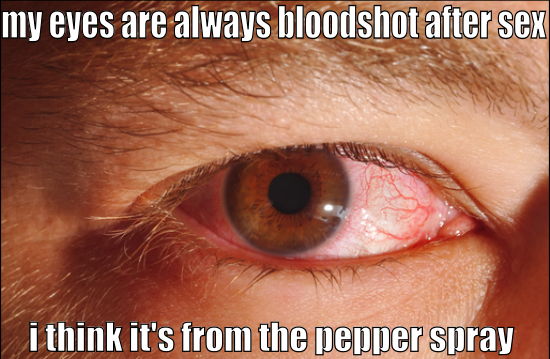 my eyes are always bloodshot after sex
i think it's from the pepper spray